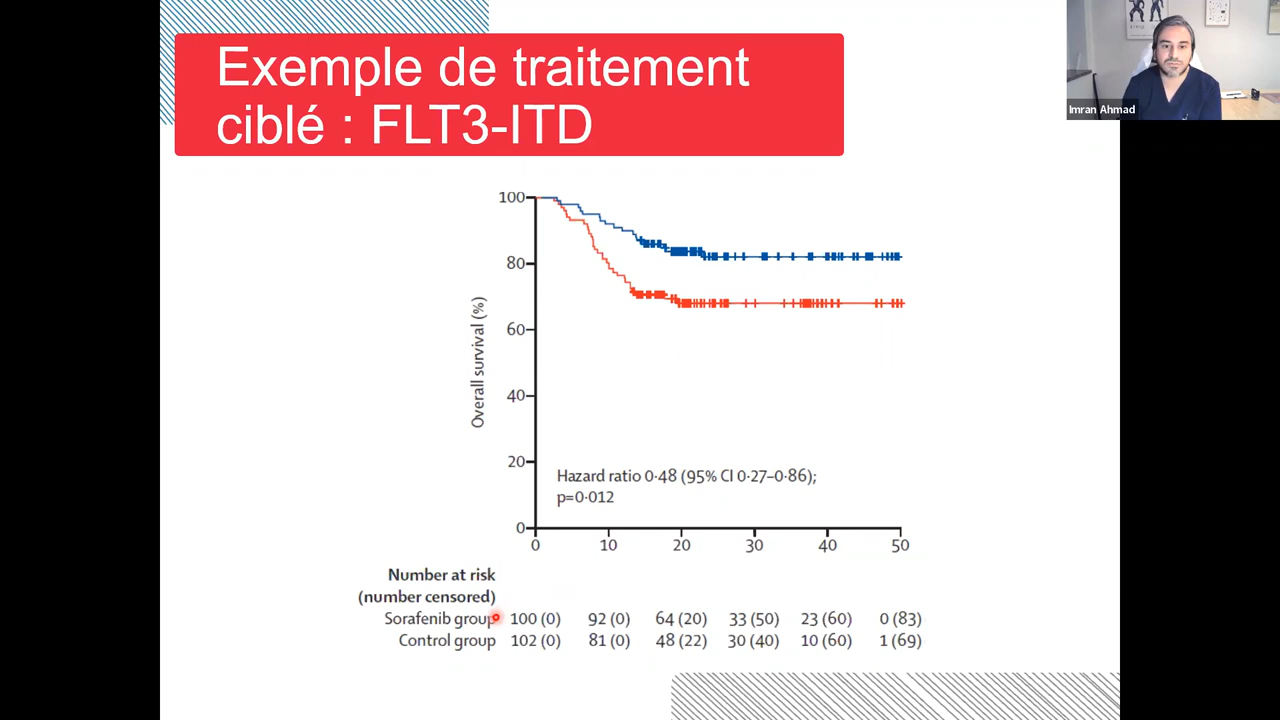 Exemple de traitement
ciblé : FLT3-ITD
Imran Ahmad
100
80
60
40
20
0
Overall survival (%)
Hazard ratio 0·48 (95% CI 0·27–0·86);
p=0·012
0 10 20 30 40 50
Number at risk
(number censored)
Sorafenib group 100 (0) 92 (0) 64 (20) 33 (50) 23 (60) 0 (83)
Control group 102 (0) 81 (0) 48 (22) 30 (40) 10 (60) 1 (69)